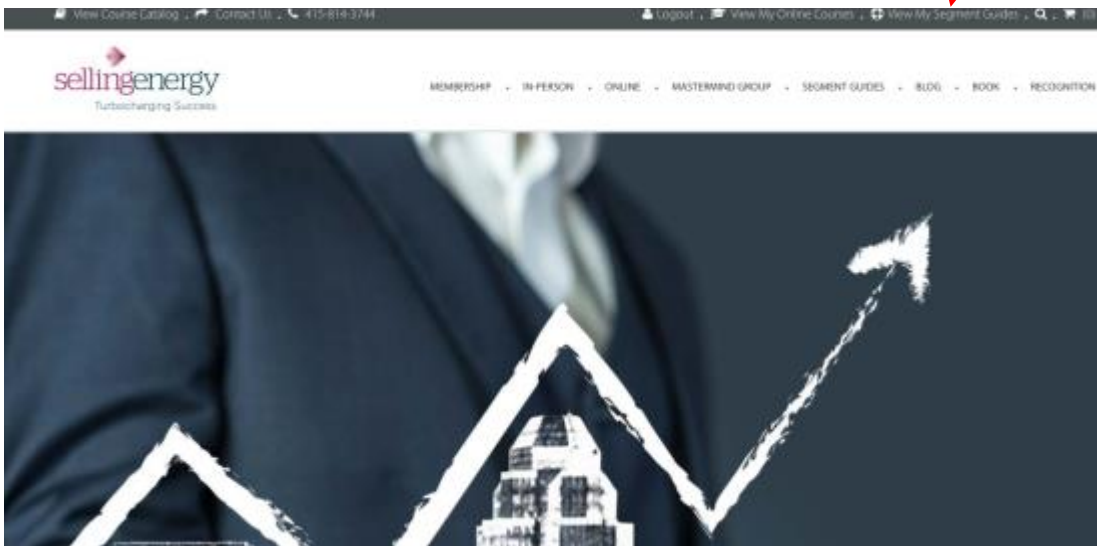 View Course Catalog , Contact Us , 415-814-3744 Logout , View My Online Courses , View My Segment Guides ,
sellingenergy
Turbocharging Success
MEMBERSHIP . IN-PERSON . ONLINE . MASTERMIND GROUP . SEGMENT GUIDES . BLOG . BOOK . RECOGNITION